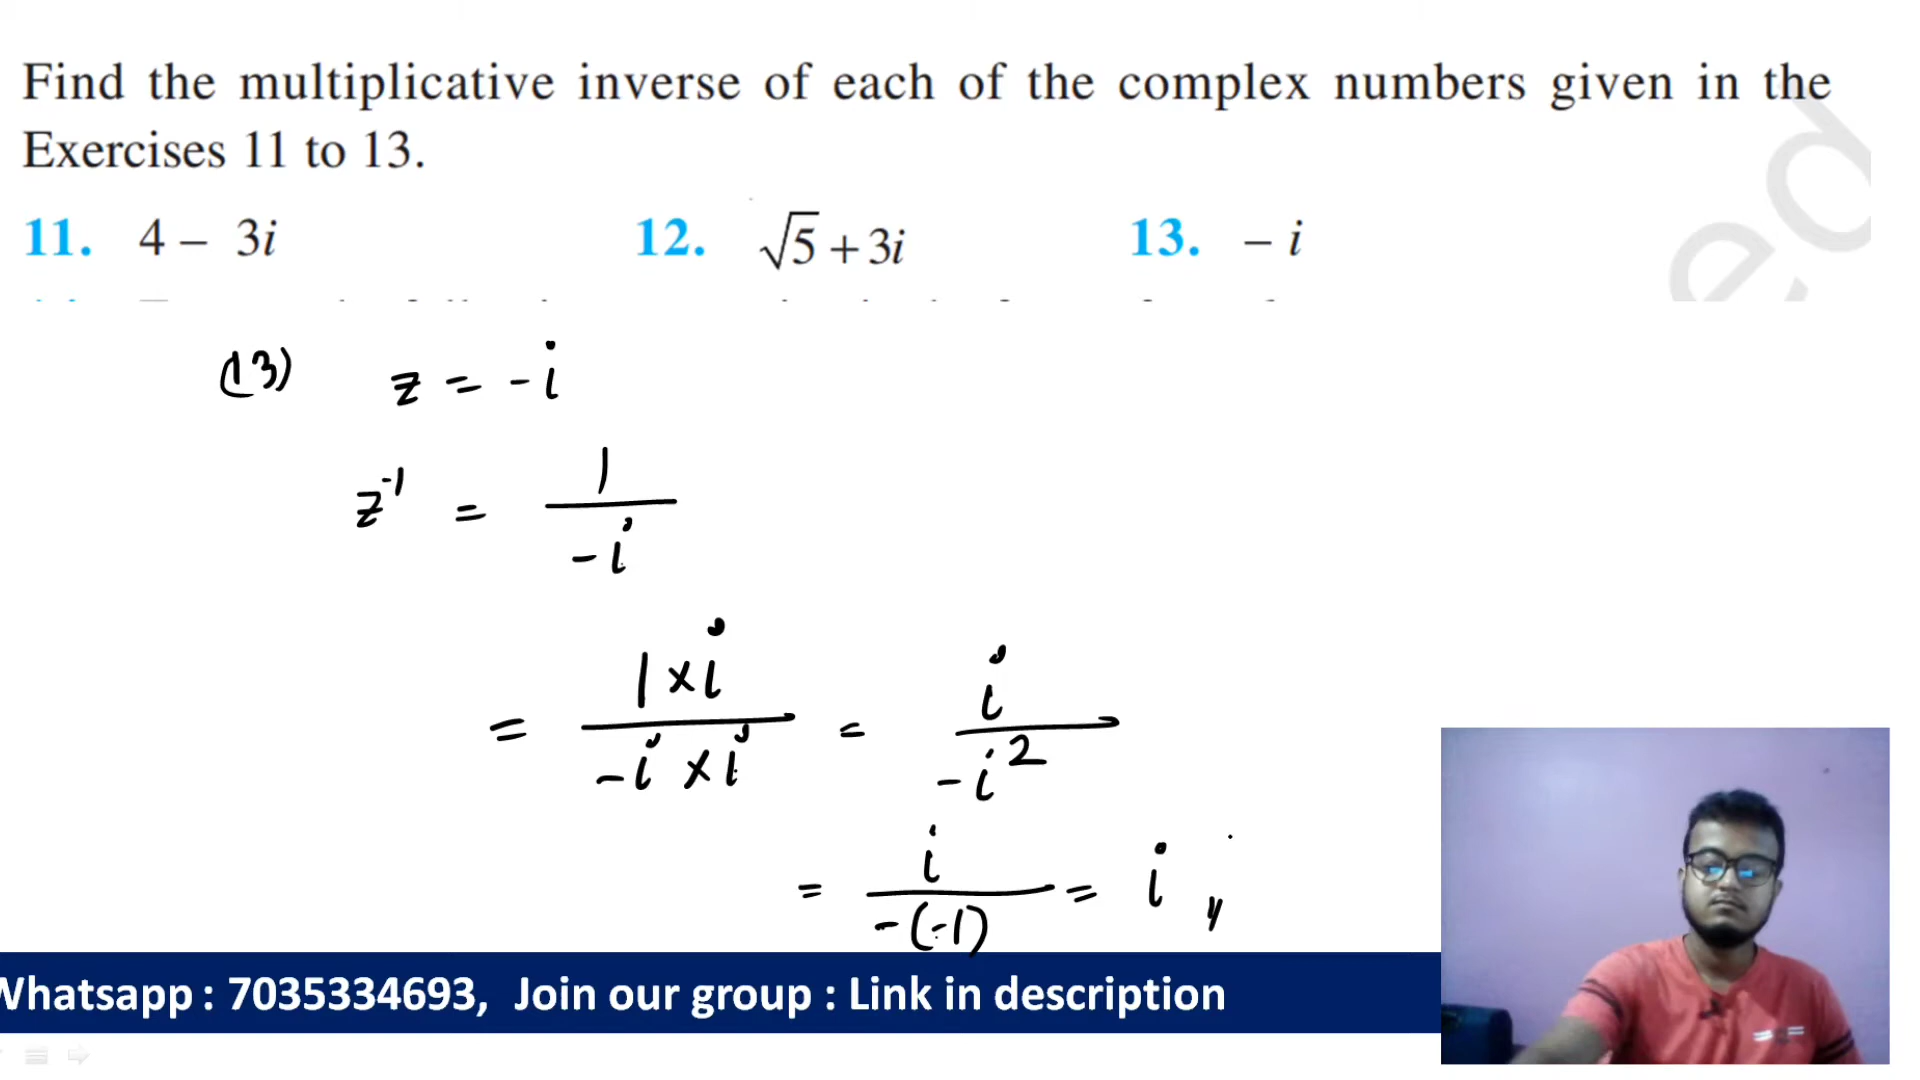 Find the multiplicative inverse of each of the complex numbers given in the
Exercises 11 to 13.
11. 4 – 3i 12. √5 + 3i 13. – i
(13) z = -i
z⁻¹ = 1/-i
= 1×i/-i×i = i/-i²
= i/-(-1) = i
Whatsapp : 7035334693, Join our group : Link in description
ed